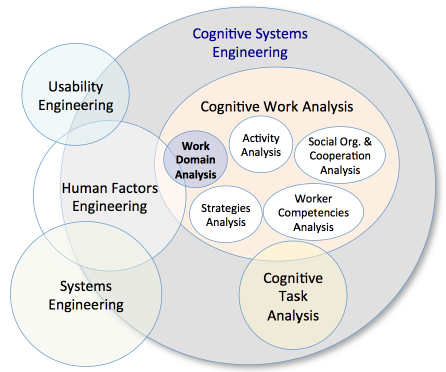 Cognitive Systems
Engineering
Usability
Engineering
Cognitive Work Analysis
Activity
Analysis
Work
Domain
Analysis
Social Org. &
Cooperation
Analysis
Human Factors
Engineering
Strategies
Analysis
Worker
Competencies
Analysis
Systems
Engineering
Cognitive
Task
Analysis